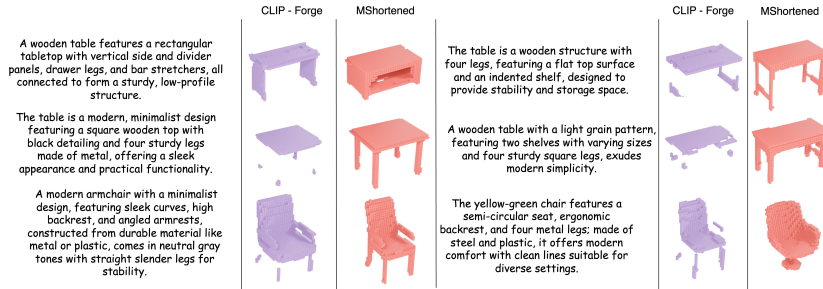 CLIP - Forge
MShortened
CLIP - Forge
MShortened
A wooden table features a rectangular
tabletop with vertical side and divider
panels, drawer legs, and bar stretchers, all
connected to form a sturdy, low-profile
structure.
The table is a wooden structure with
four legs, featuring a flat top surface
and an indented shelf, designed to
provide stability and storage space.
The table is a modern, minimalist design
featuring a square wooden top with
black detailing and four sturdy legs
made of metal, offering a sleek
appearance and practical functionality.
A wooden table with a light grain pattern,
featuring two shelves with varying sizes
and four sturdy square legs, exudes
modern simplicity.
A modern armchair with a minimalist
design, featuring sleek curves, high
backrest, and angled armrests,
constructed from durable material like
metal or plastic, comes in neutral gray
tones with straight slender legs for
stability.
The yellow-green chair features a
semi-circular seat, ergonomic
backrest, and four metal legs; made of
steel and plastic, it offers modern
comfort with clean lines suitable for
diverse settings.